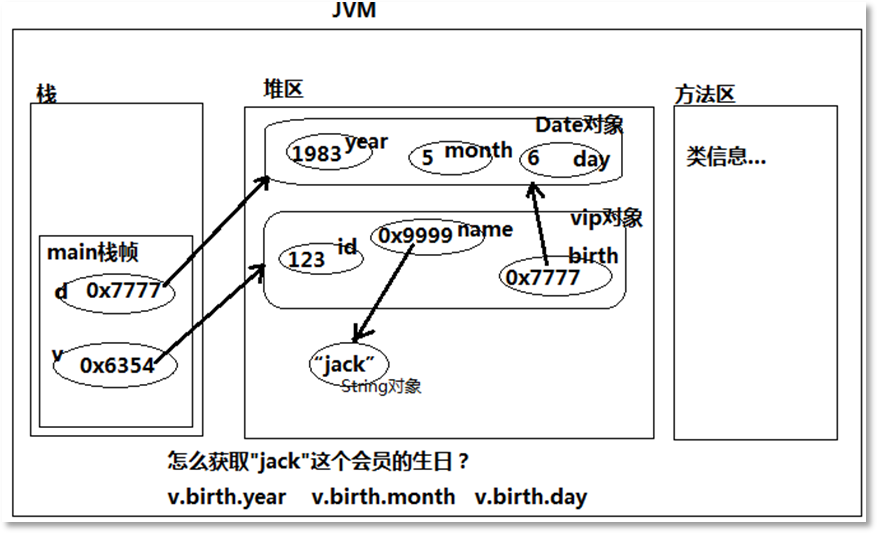 JVM
栈
堆区
方法区
Date对象
1983 year
5 month
6 day
类信息...
main栈帧
vip对象
123 id
0x9999 name
birth
0x7777
d 0x7777
v 0x6354
“jack”
String对象
怎么获取"jack"这个会员的生日？
v.birth.year v.birth.month v.birth.day